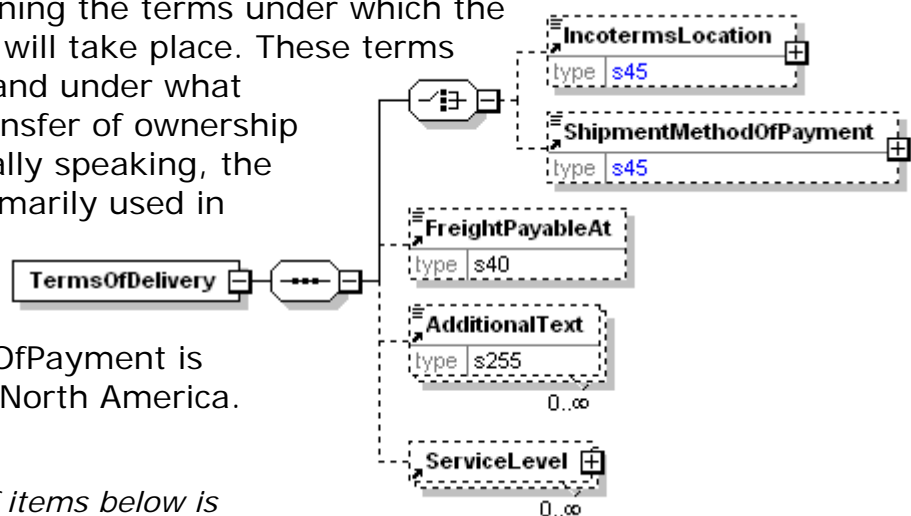 ning the terms under which the
will take place. These terms
and under what
nsfer of ownership
ally speaking, the
marily used in
OfPayment is
North America.
items below is
TermsOfDelivery
IncotermsLocation
type s45
ShipmentMethodOfPayment
type s45
FreightPayableAt
type s40
AdditionalText
type s255
0..∞
ServiceLevel
0..∞